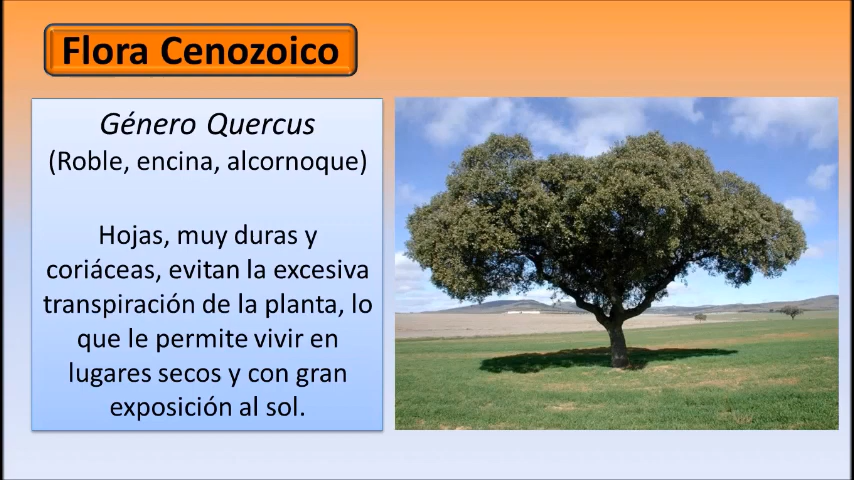 Flora Cenozoico
Género Quercus
(Roble, encina, alcornoque)
Hojas, muy duras y
coriáceas, evitan la excesiva
transpiración de la planta, lo
que le permite vivir en
lugares secos y con gran
exposición al sol.